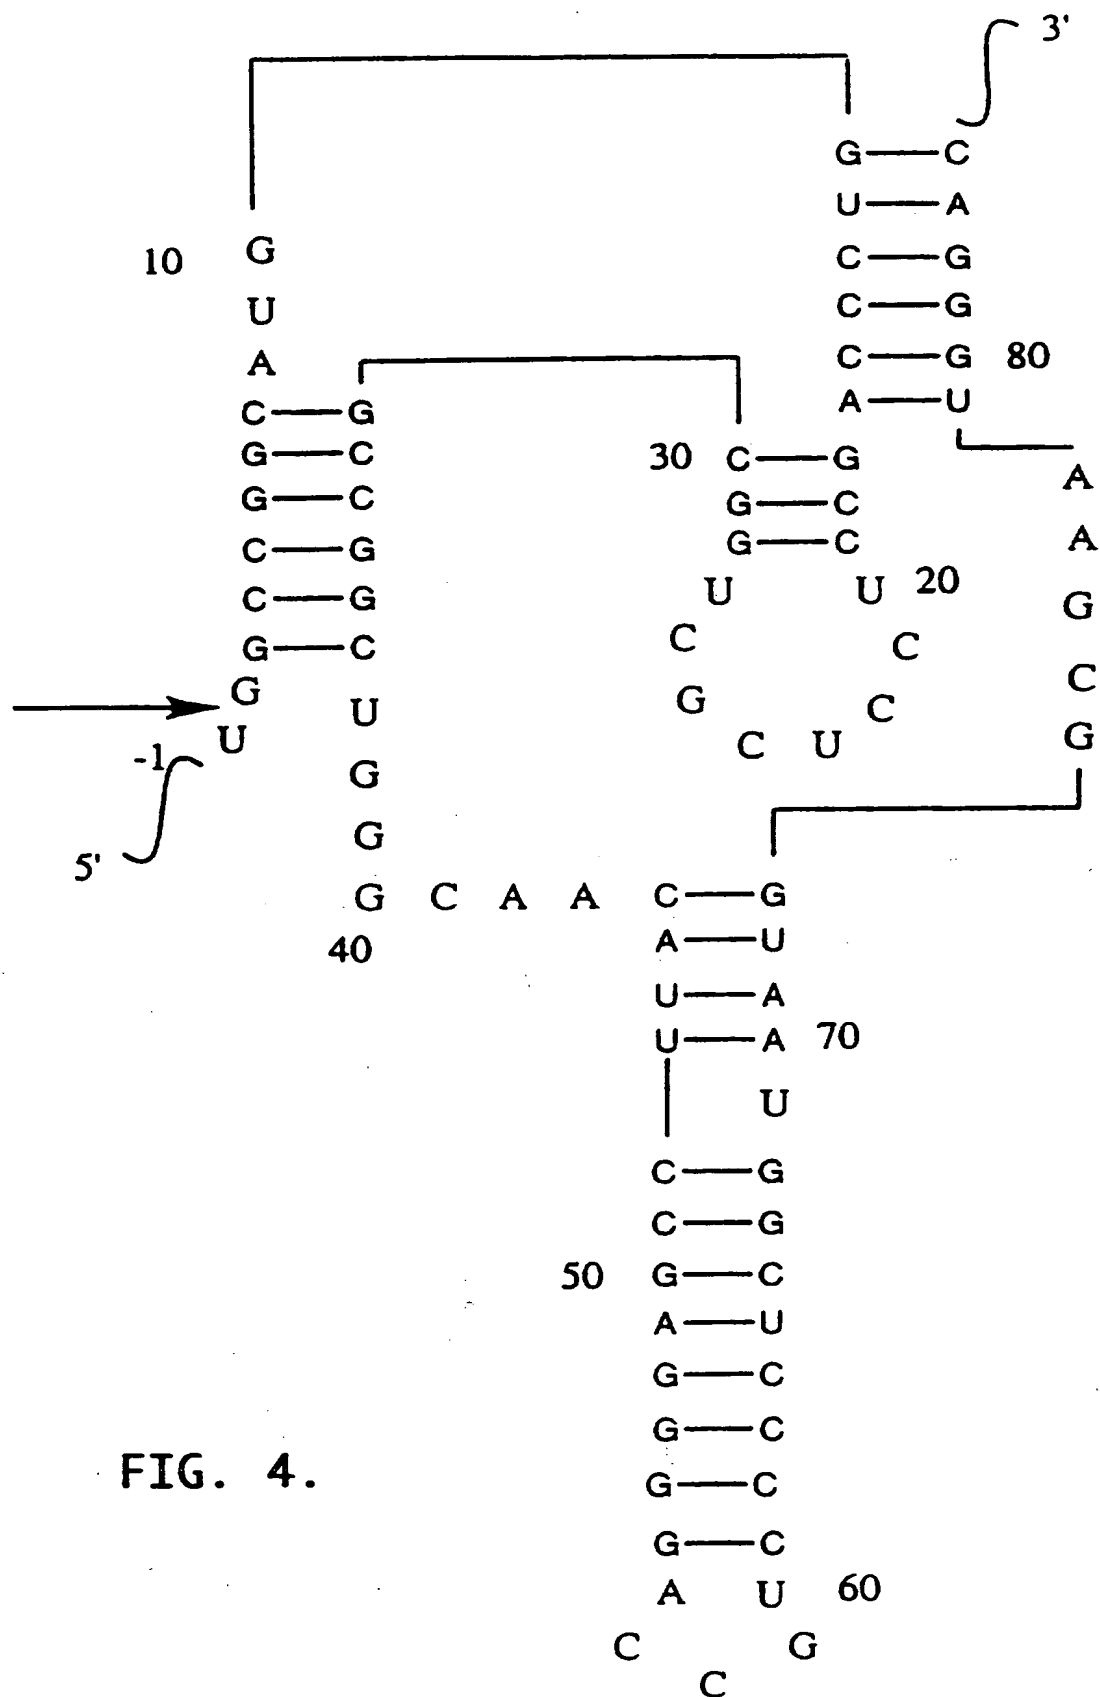 3'
G C
U A
10 G C G
U C G
A C G 80
C G A U
G C 30 C G A
G C G C A
C G G C G
C G U U 20 C
G C C C G
G U G C
-1 U C U
5' G
G
G C A A C G
40 A U
U A
U A 70
U
C G
C G
50 G C
A U
G C
G C
G C
G C
A U 60
C G
C
FIG. 4.